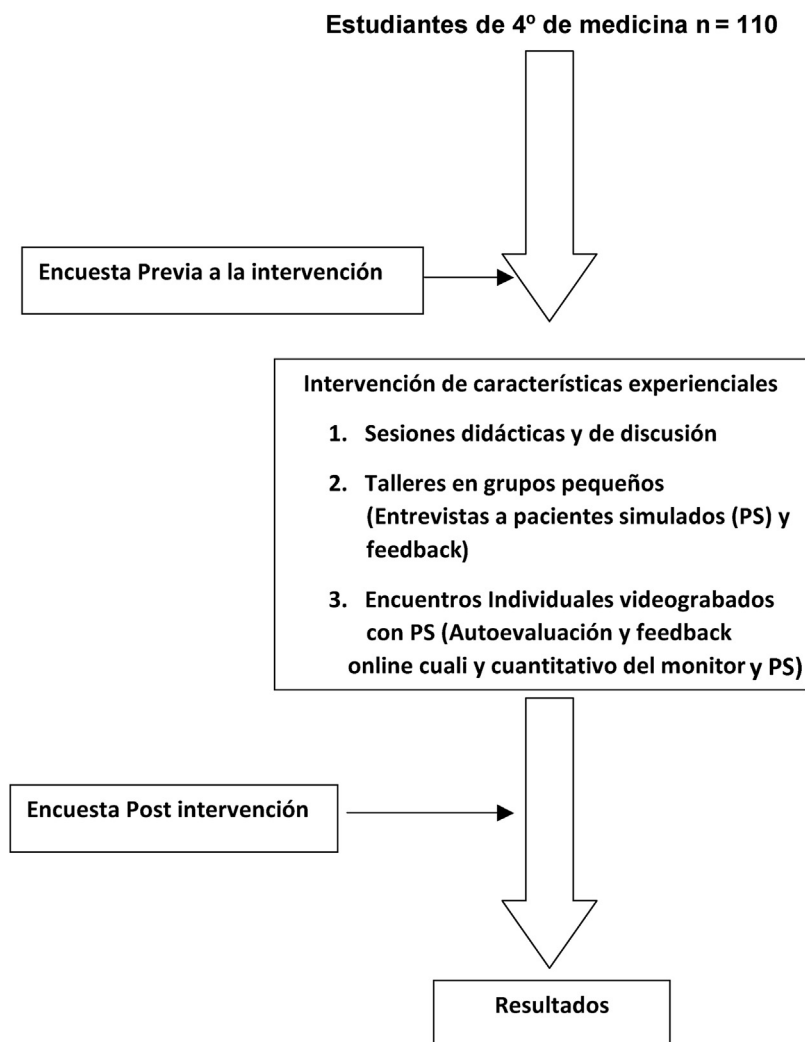 Estudiantes de 4º de medicina n = 110
Encuesta Previa a la intervención
Intervención de características experienciales
1. Sesiones didácticas y de discusión
2. Talleres en grupos pequeños
(Entrevistas a pacientes simulados (PS) y
feedback)
3. Encuentros Individuales videograbados
con PS (Autoevaluación y feedback
online cuali y cuantitativo del monitor y PS)
Encuesta Post intervención
Resultados